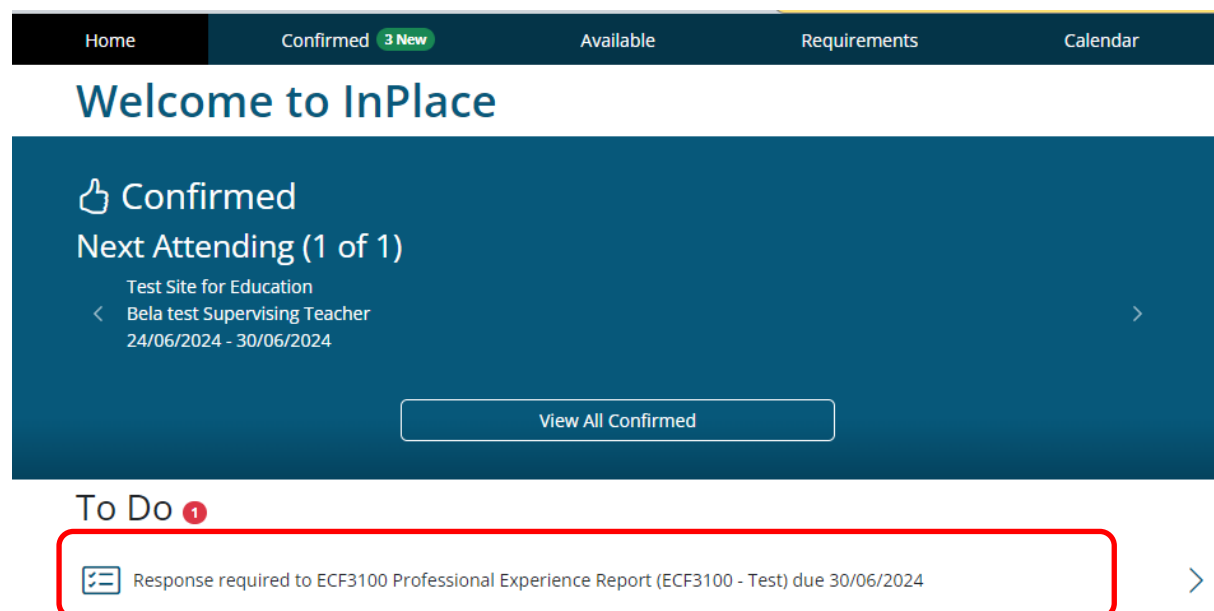 Home Confirmed 3 New Available Requirements Calendar
Welcome to InPlace
Confirmed
Next Attending (1 of 1)
Test Site for Education
Bela test Supervising Teacher
24/06/2024 - 30/06/2024
View All Confirmed
To Do 1
Response required to ECF3100 Professional Experience Report (ECF3100 - Test) due 30/06/2024